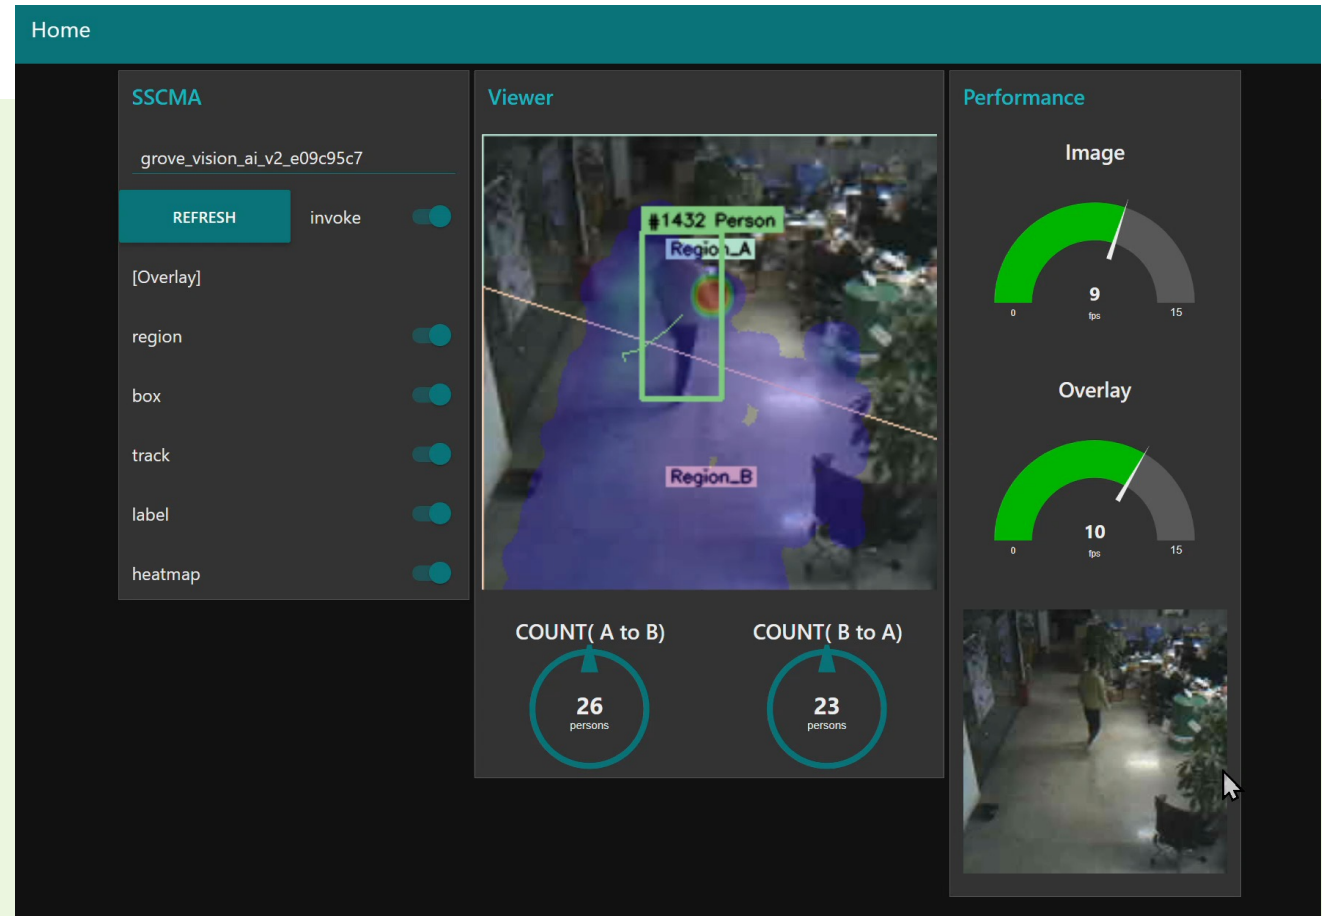 Home
SSCMA
grove_vision_ai_v2_e09c95c7
REFRESH
invoke
[Overlay]
region
box
track
label
heatmap
Viewer
#1432 Person
Region_A
Region_B
COUNT( A to B)
26
persons
COUNT( B to A)
23
persons
Performance
Image
9
fps
0
15
Overlay
10
fps
0
15